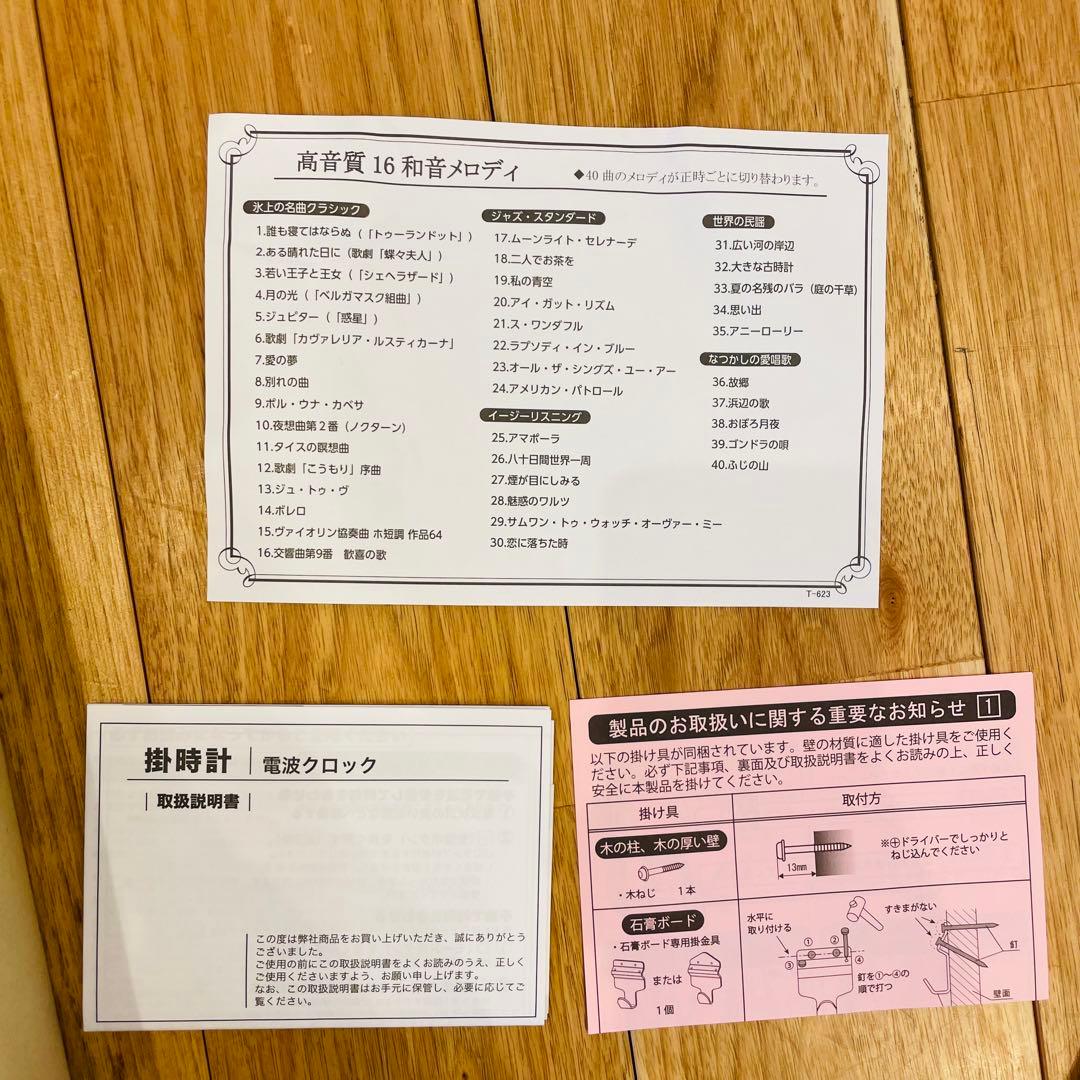 高音質 16 和音メロディ
◆40 曲のメロディが正時ごとに切り替わります。
氷上の名曲クラシック
1.誰も寝てはならぬ(「トゥーランドット」)
2.ある晴れた日に(歌劇「蝶々夫人」)
3.若い王子と王女(「シェヘラザード」)
4.月の光(「ベルガマスク組曲」)
5.ジュピター(「惑星」)
6.歌劇「カヴァレリア・ルスティカーナ」
7.愛の夢
8.別れの曲
9.ポル・ウナ・カベサ
10.夜想曲第2番(ノクターン)
11.タイスの瞑想曲
12.歌劇「こうもり」序曲
13.ジュ・トゥ・ヴ
14.ボレロ
15.ヴァイオリン協奏曲 ホ短調 作品64
16.交響曲第9番 歓喜の歌
ジャズ・スタンダード
17.ムーンライト・セレナーデ
18.二人でお茶を
19.私の青空
20.アイ・ガット・リズム
21.ス・ワンダフル
22.ラプソディ・イン・ブルー
23.オール・ザ・シングズ・ユー・アー
24.アメリカン・パトロール
イージーリスニング
25.アマポーラ
26.八十日間世界一周
27.煙が目にしみる
28.魅惑のワルツ
29.サムワン・トゥ・ウォッチ・オーヴァー・ミー
30.恋に落ちた時
世界の民謡
31.広い河の岸辺
32.大きな古時計
33.夏の名残のバラ(庭の千草)
34.思い出
35.アニーローリー
なつかしの愛唱歌
36.故郷
37.浜辺の歌
38.おぼろ月夜
39.ゴンドラの唄
40.ふじの山
T-623
掛時計 電波クロック
取扱説明書
この度は弊社商品をお買い上げいただき、誠にありがとう
ございました。
ご使用の前にこの取扱説明書をよくお読みのうえ、正しく
ご使用くださいますよう、お願い申し上げます。
なお、この取扱説明書はお手元に保管し、必要に応じてご
覧ください。
製品のお取扱いに関する重要なお知らせ 1
以下の掛け具が同梱されています。壁の材質に適した掛け具をご使用く
ださい。必ず下記事項、裏面及び取扱説明書をよくお読みの上、正しく
安全に本製品を掛けてください。
掛け具
取付方
木の柱、木の厚い壁
・木ねじ 1本
13mm
※⊕ドライバーでしっかりと
ねじ込んでください
石膏ボード
・石膏ボード専用掛金具
または
1個
水平に
取り付ける
① ② ③ ④
釘を①~④の
順で打つ
すきまがない
釘
壁面